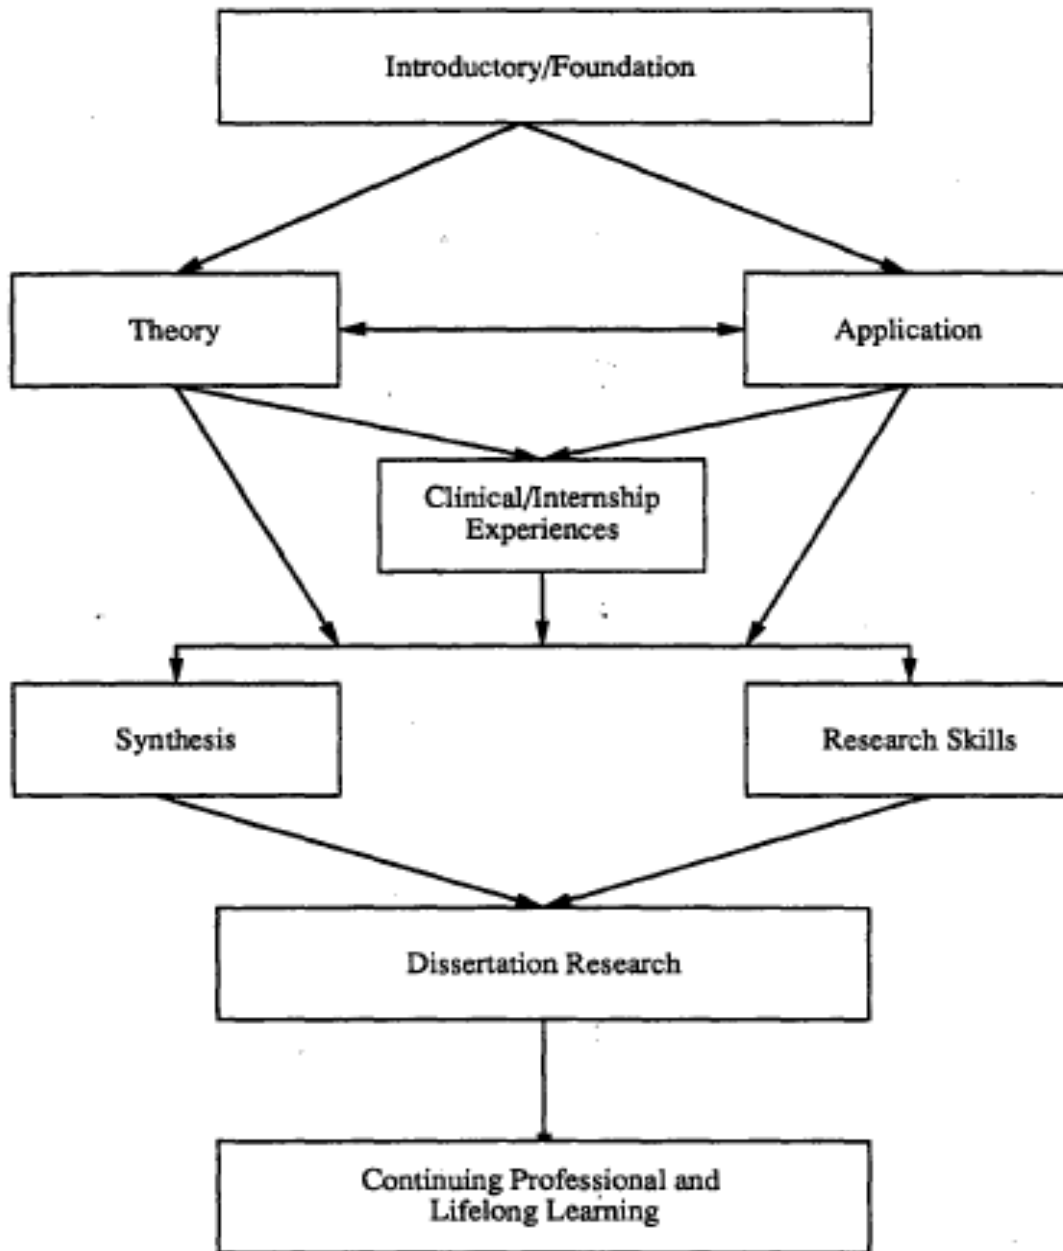 Introductory/Foundation
Theory
Application
Clinical/Internship
Experiences
Synthesis
Research Skills
Dissertation Research
Continuing Professional and
Lifelong Learning